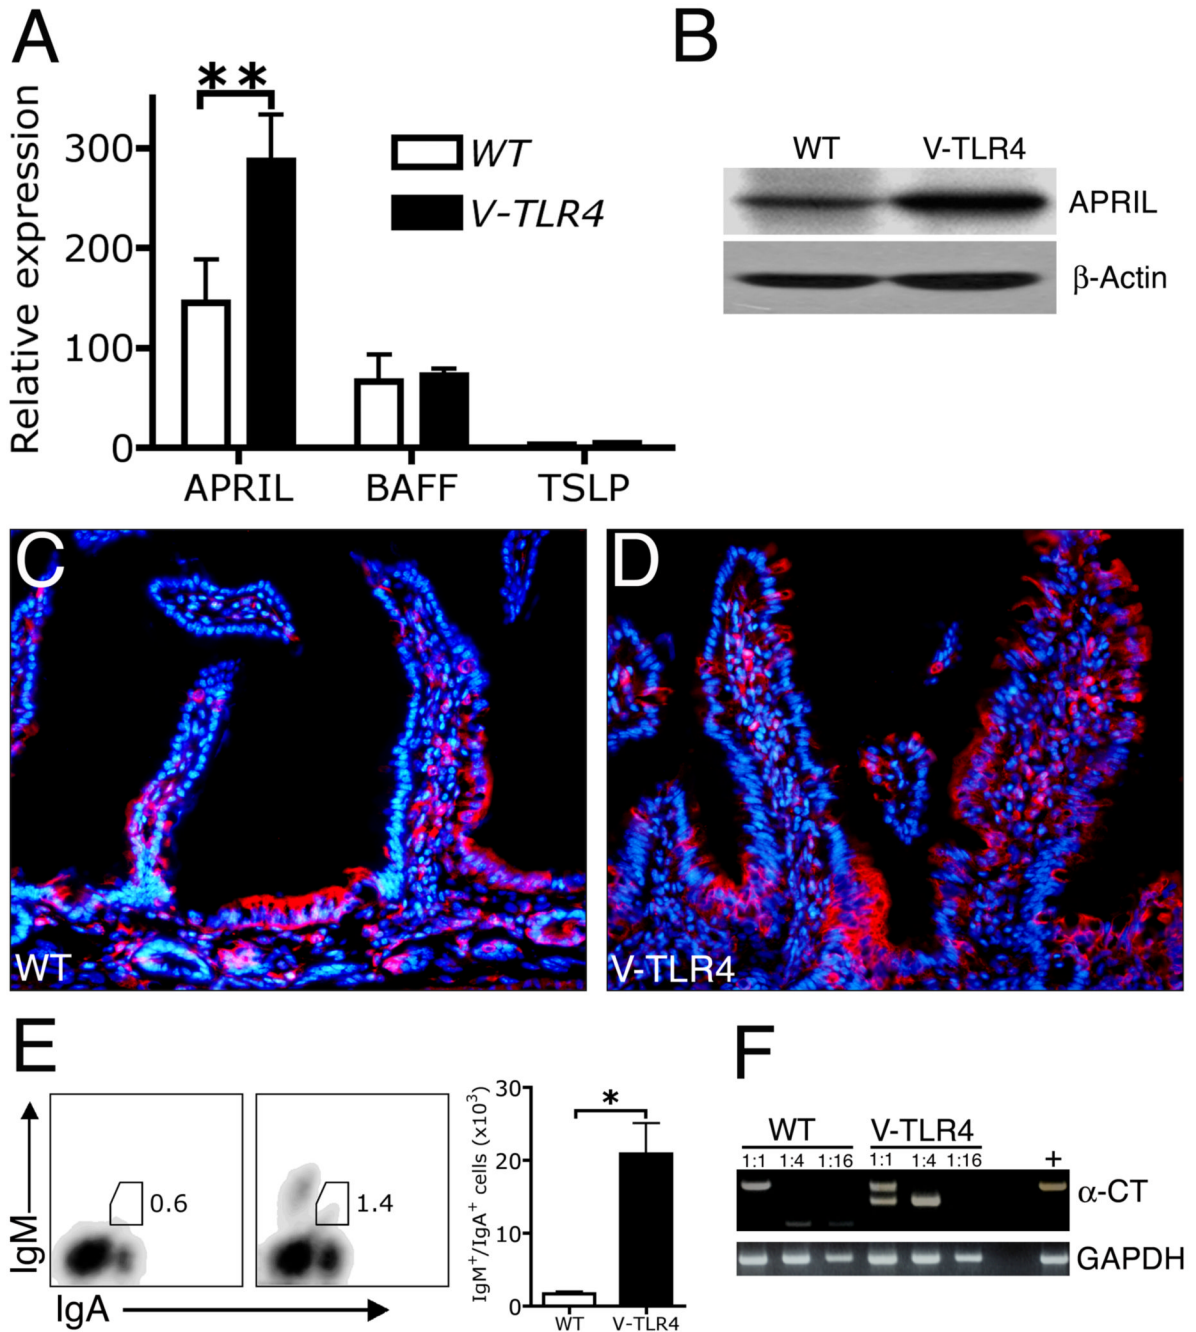 A
Relative expression
300
200
100
0
**
WT
V-TLR4
APRIL BAFF TSLP
B
WT V-TLR4
APRIL
β-Actin
C
WT
D
V-TLR4
E
IgM
0.6
1.4
IgA
IgM+/IgA+ cells (x10³)
30
20
10
0
*
WT V-TLR4
F
WT V-TLR4
1:1 1:4 1:16 1:1 1:4 1:16 +
α-CT
GAPDH